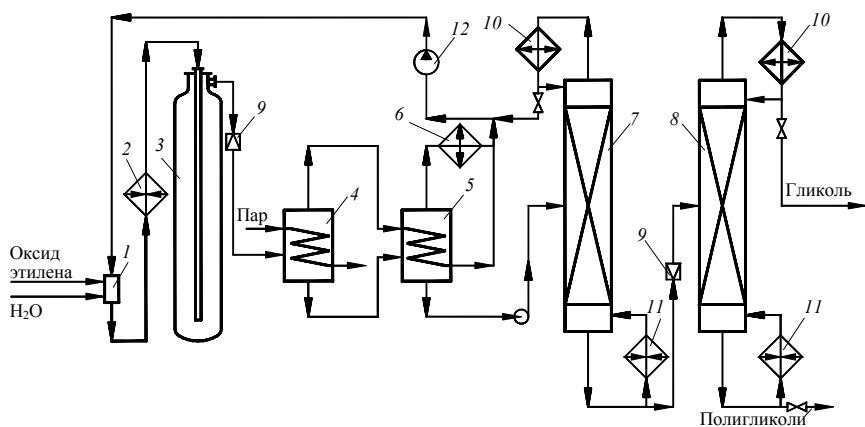 10
10
12
9
6
7
8
2
3
4
5
Пар
Гликоль
9
Оксид
этилена
1
H₂O
11
11
Полигликоли